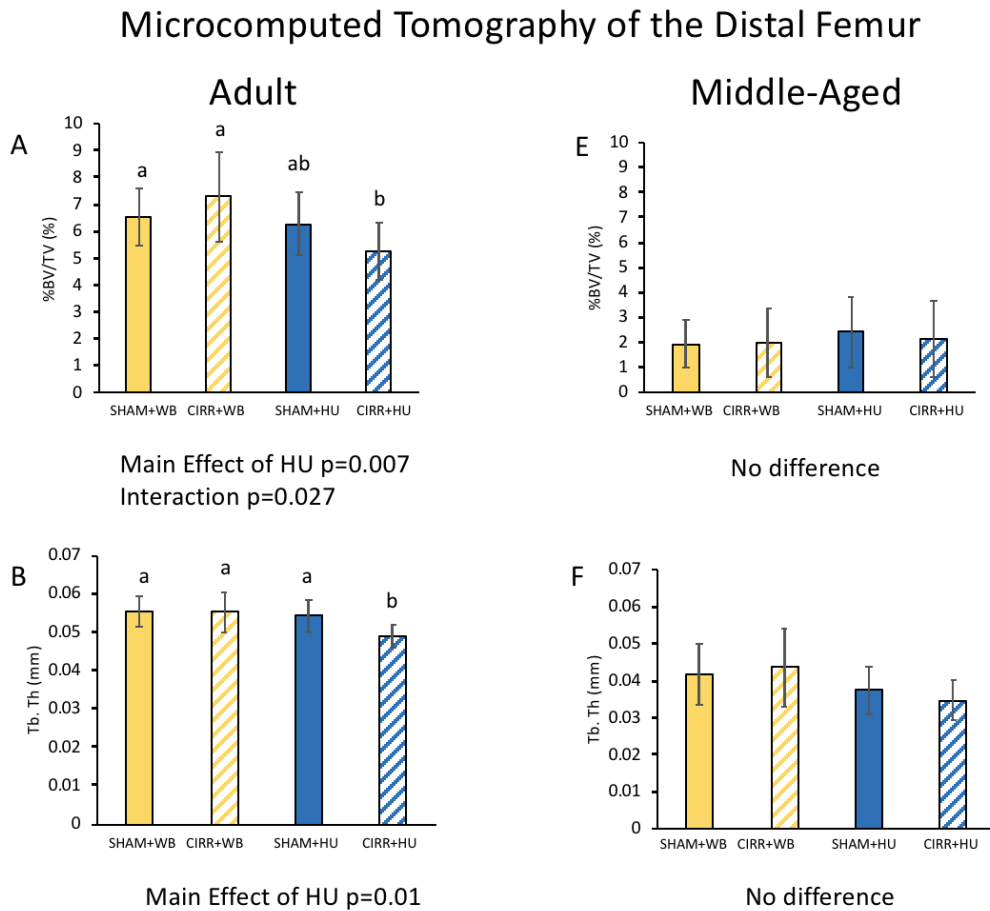 Microcomputed Tomography of the Distal Femur
Adult
Middle-Aged
A
%BV/TV (%)
10
9
8
7
6
5
4
3
2
1
0
a
a
ab
b
SHAM+WB CIRR+WB SHAM+HU CIRR+HU
Main Effect of HU p=0.007
Interaction p=0.027
E
%BV/TV (%)
10
9
8
7
6
5
4
3
2
1
0
SHAM+WB CIRR+WB SHAM+HU CIRR+HU
No difference
B
Tb. Th (mm)
0.07
0.06
0.05
0.04
0.03
0.02
0.01
0
a
a
a
b
SHAM+WB CIRR+WB SHAM+HU CIRR+HU
Main Effect of HU p=0.01
F
Tb. Th (mm)
0.07
0.06
0.05
0.04
0.03
0.02
0.01
0
SHAM+WB CIRR+WB SHAM+HU CIRR+HU
No difference